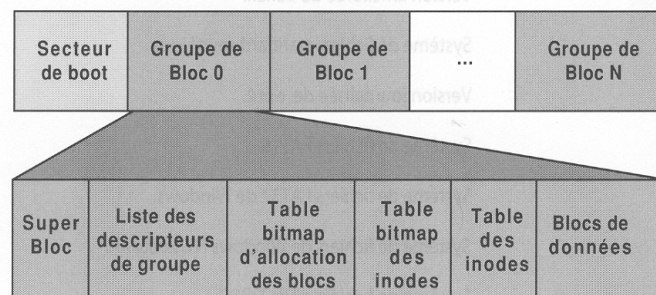 Secteur
de boot
Groupe de
Bloc 0
Groupe de
Bloc 1
...
Groupe de
Bloc N
Super
Bloc
Liste des
descripteurs
de groupe
Table
bitmap
d'allocation
des blocs
Table
bitmap
des
inodes
Table
des
inodes
Blocs de
données